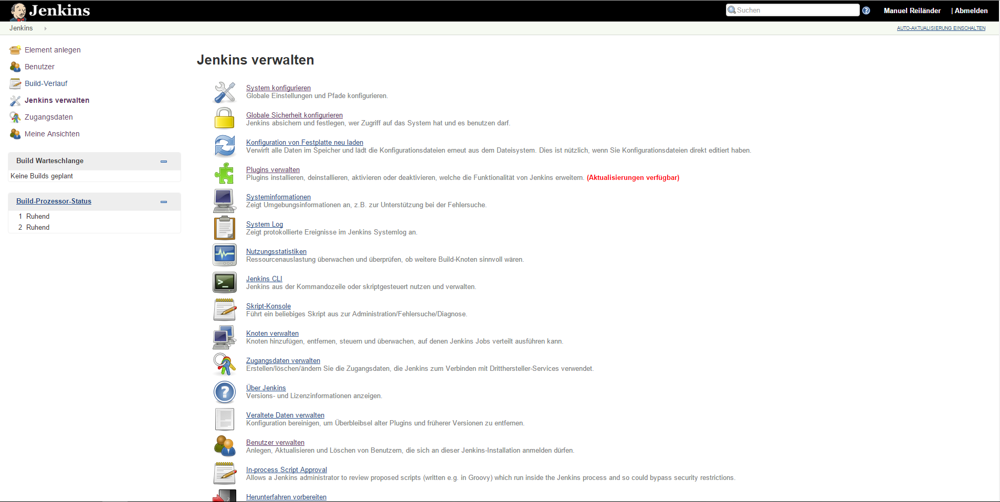 Jenkins
Suchen
Manuel Reiländer
| Abmelden
Jenkins
AUTO-AKTUALISIERUNG EINSCHALTEN
Element anlegen
Benutzer
Build-Verlauf
Jenkins verwalten
Zugangsdaten
Meine Ansichten
Build Warteschlange
Keine Builds geplant
Build-Prozessor-Status
1 Ruhend
2 Ruhend
Jenkins verwalten
System konfigurieren
Globale Einstellungen und Pfade konfigurieren.
Globale Sicherheit konfigurieren
Jenkins absichern und festlegen, wer Zugriff auf das System hat und es benutzen darf.
Konfiguration von Festplatte neu laden
Verwirft alle Daten im Speicher und lädt die Konfigurationsdateien erneut aus dem Dateisystem. Dies ist nützlich, wenn Sie Konfigurationsdateien direkt editiert haben.
Plugins verwalten
Plugins installieren, deinstallieren, aktivieren oder deaktivieren, welche die Funktionalität von Jenkins erweitern. (Aktualisierungen verfügbar)
Systeminformationen
Zeigt Umgebungsinformationen an, z.B. zur Unterstützung bei der Fehlersuche.
System Log
Zeigt protokollierte Ereignisse im Jenkins Systemlog an.
Nutzungsstatistiken
Ressourcenauslastung überwachen und überprüfen, ob weitere Build-Knoten sinnvoll wären.
Jenkins CLI
Jenkins aus der Kommandozeile oder skriptgesteuert nutzen und verwalten.
Skript-Konsole
Führt ein beliebiges Skript aus zur Administration/Fehlersuche/Diagnose.
Knoten verwalten
Knoten hinzufügen, entfernen, steuern und überwachen, auf denen Jenkins Jobs verteilt ausführen kann.
Zugangsdaten verwalten
Erstellen/löschen/ändern Sie die Zugangsdaten, die Jenkins zum Verbinden mit Dritthersteller-Services verwendet.
Über Jenkins
Versions- und Lizenzinformationen anzeigen.
Veraltete Daten verwalten
Konfiguration bereinigen, um Überbleibsel alter Plugins und früherer Versionen zu entfernen.
Benutzer verwalten
Anlegen, Aktualisieren und Löschen von Benutzern, die sich an dieser Jenkins-Installation anmelden dürfen.
In-process Script Approval
Allows a Jenkins administrator to review proposed scripts (written e.g. in Groovy) which run inside the Jenkins process and so could bypass security restrictions.
Herunterfahren vorbereiten